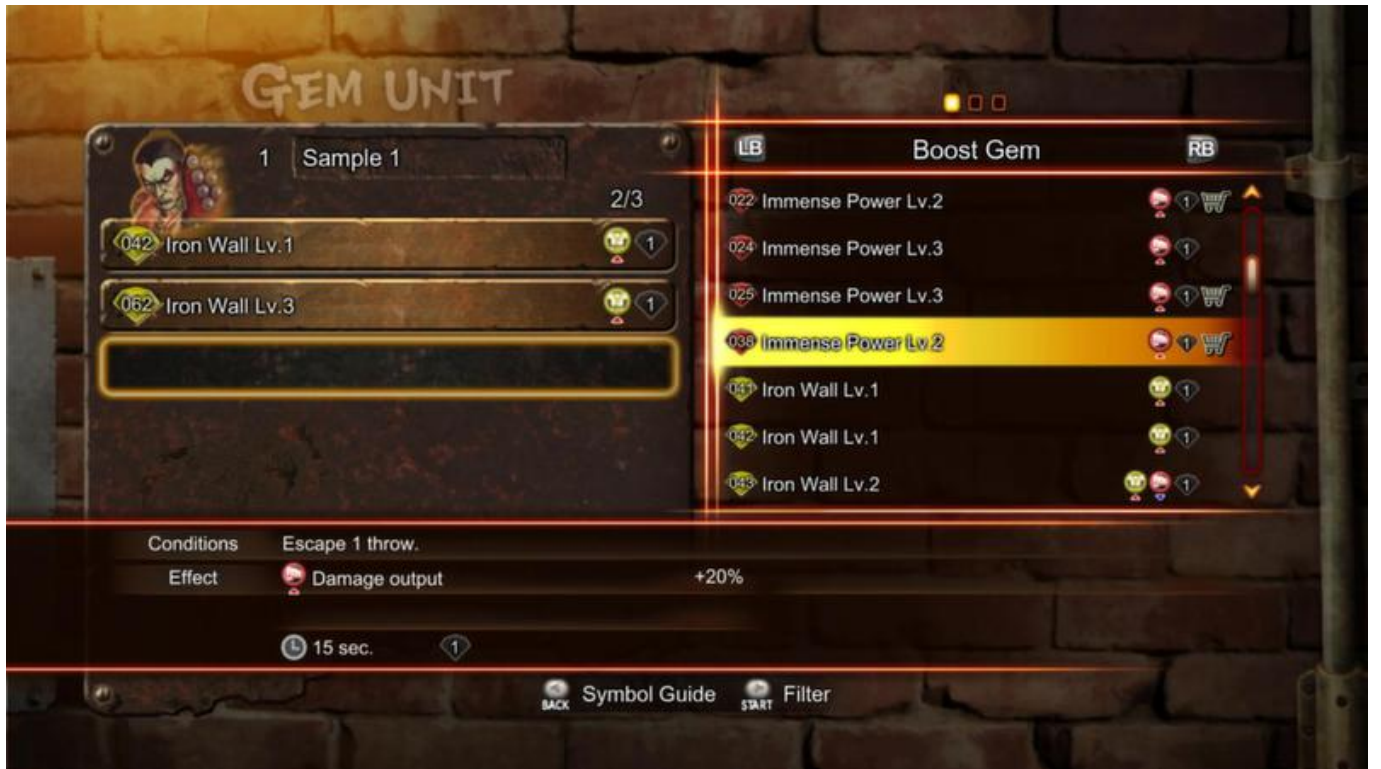 GEM UNIT
1 Sample 1
2/3
042 Iron Wall Lv.1 1
062 Iron Wall Lv.3 1
LB Boost Gem RB
022 Immense Power Lv.2 1
024 Immense Power Lv.3 1
025 Immense Power Lv.3 1
038 Immense Power Lv.2 1
041 Iron Wall Lv.1 1
042 Iron Wall Lv.1 1
043 Iron Wall Lv.2 1
Conditions Escape 1 throw.
Effect Damage output +20%
15 sec. 1
BACK Symbol Guide START Filter